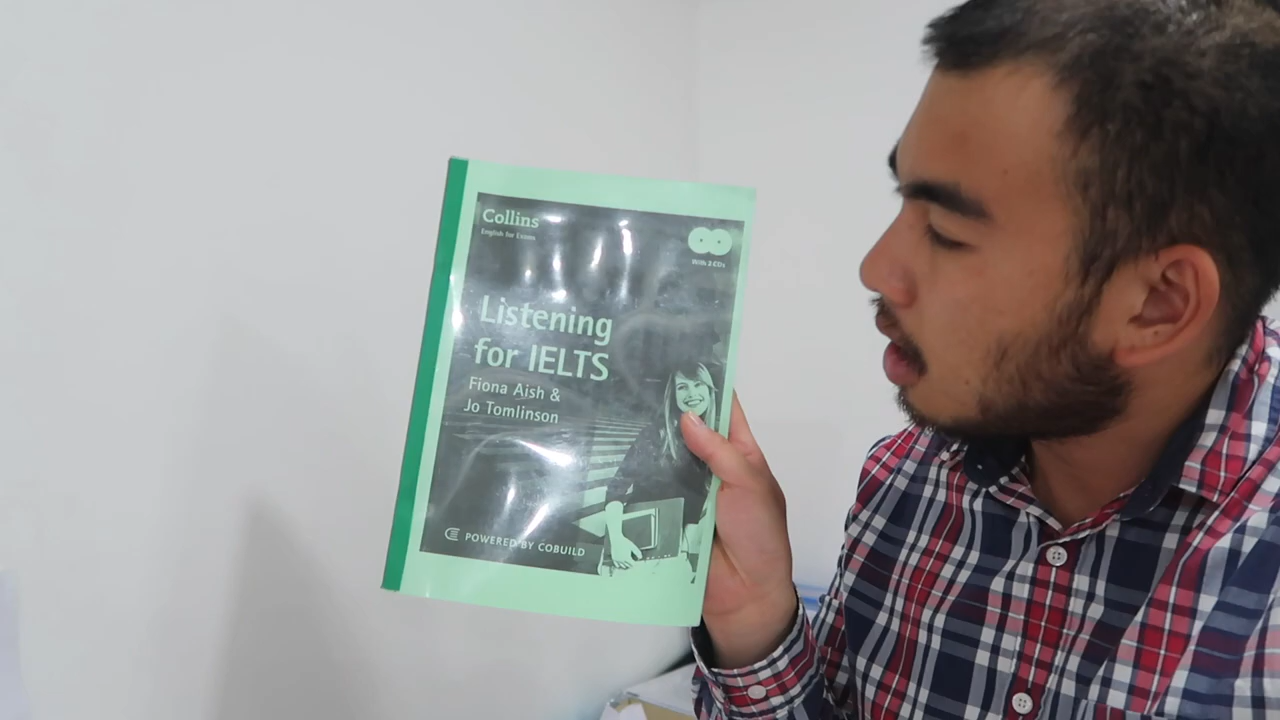 Collins
English for Exams
With 2 CDs
Listening
for IELTS
Fiona Aish &
Jo Tomlinson
POWERED BY COBUILD